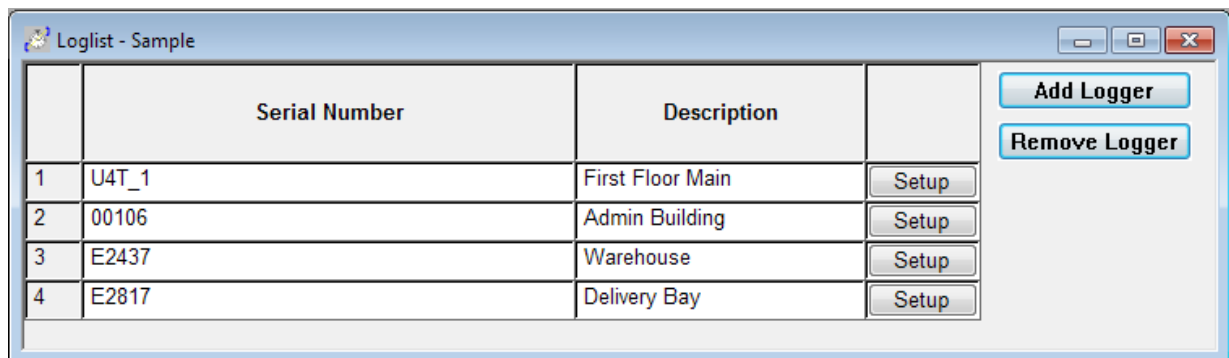 Loglist - Sample
Serial Number Description
Add Logger
Remove Logger
1 U4T_1 First Floor Main Setup
2 00106 Admin Building Setup
3 E2437 Warehouse Setup
4 E2817 Delivery Bay Setup